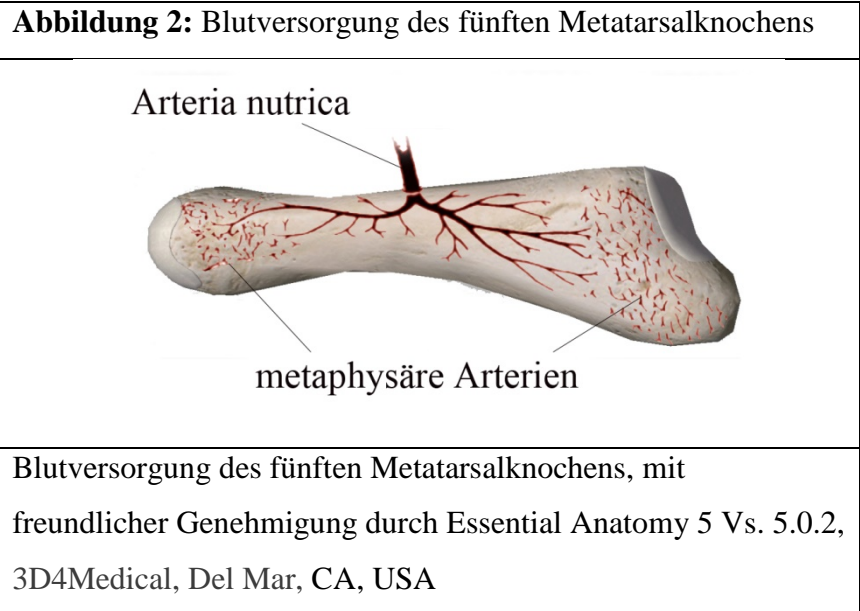 Abbildung 2: Blutversorgung des fünften Metatarsalknochens
Arteria nutrica
metaphysäre Arterien
Blutversorgung des fünften Metatarsalknochens, mit
freundlicher Genehmigung durch Essential Anatomy 5 Vs. 5.0.2,
3D4Medical, Del Mar, CA, USA